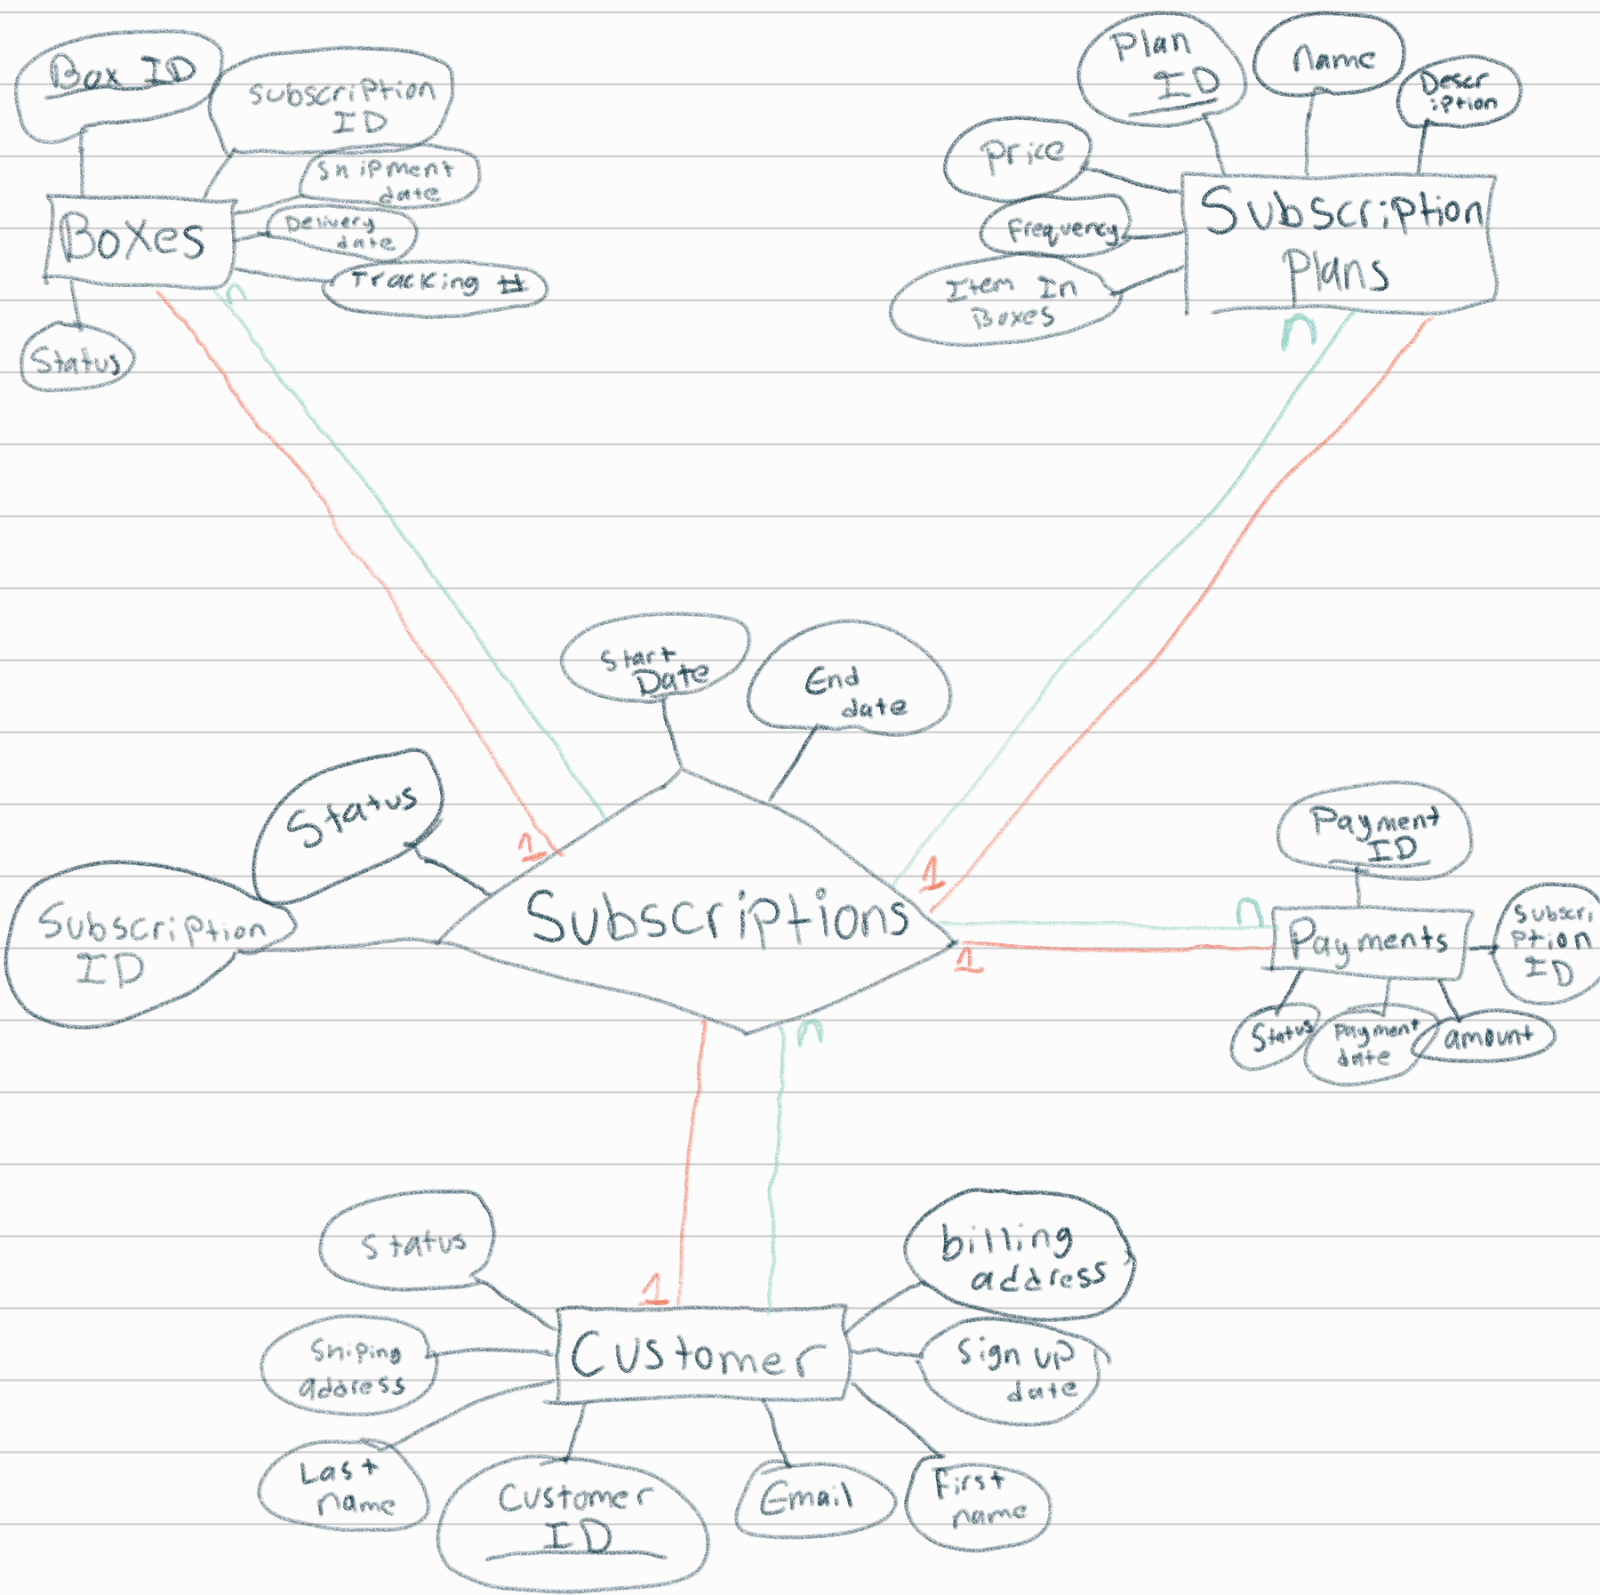 Box ID
Subscription
ID
Shipment
date
Delivery
date
Tracking #
Boxes
Status
n
Plan
ID
Name
Descr
iption
Price
Frequency
Item In
Boxes
Subscription
Plans
n
Start
Date
End
date
Status
Subscription
ID
1
1
Subscriptions
n
1
n
Payment
ID
Payments
Subscri
ption
ID
Status
Payment
date
amount
1
Status
Shiping
address
Last
name
Customer
ID
Email
First
name
Sign up
date
billing
address
Customer